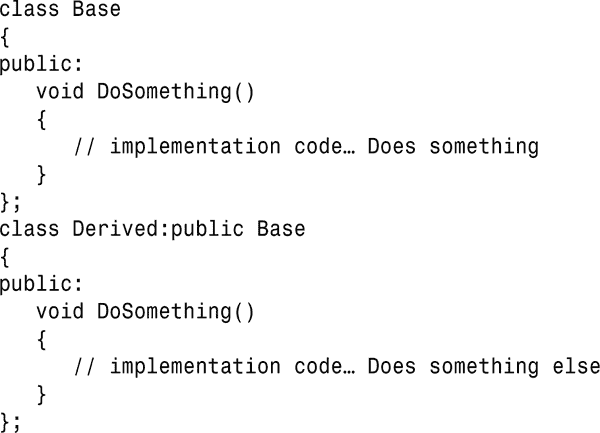 class Base
{
public:
   void DoSomething()
   {
      // implementation code… Does something
   }
};
class Derived:public Base
{
public:
   void DoSomething()
   {
      // implementation code… Does something else
   }
};